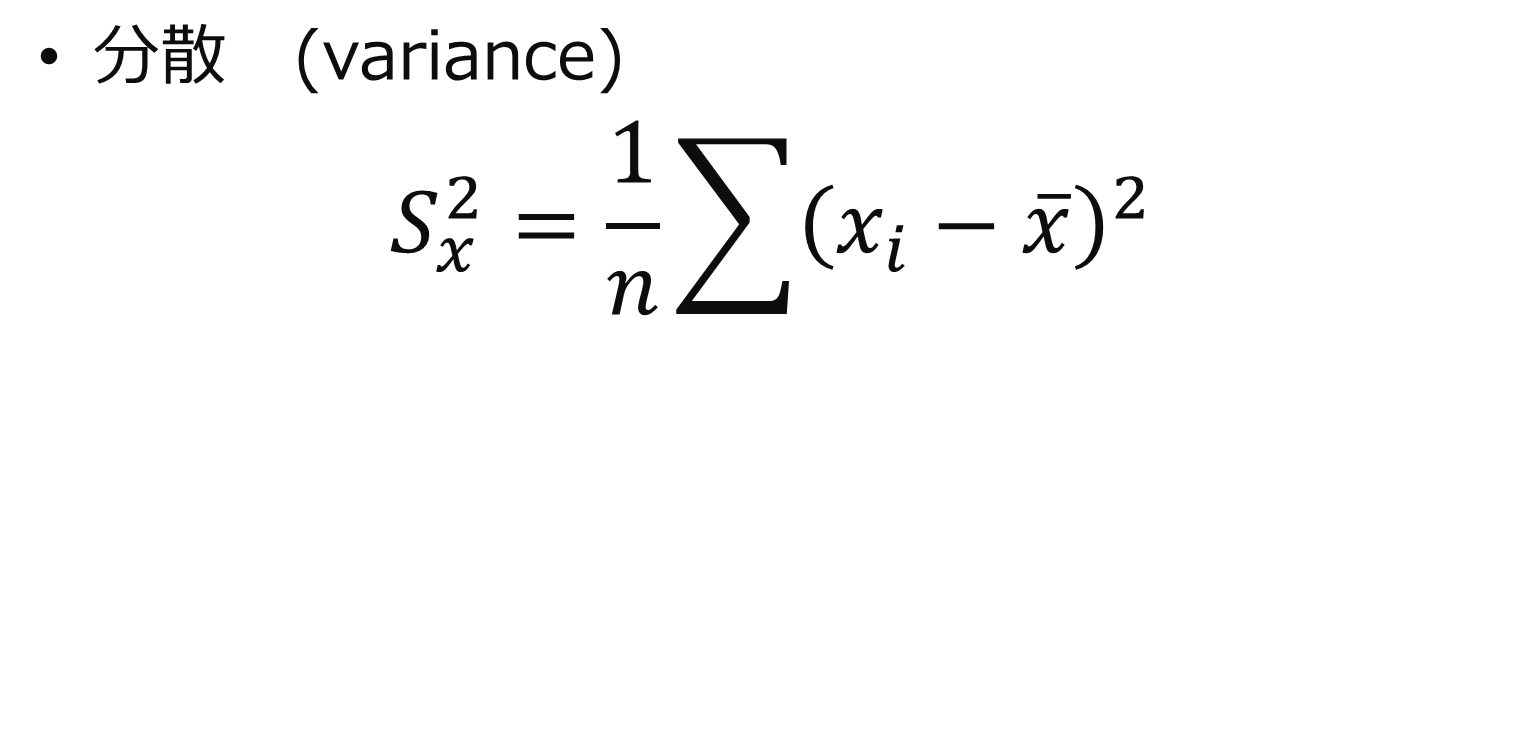 • 分散　(variance)
$S_x^2 = \frac{1}{n}\sum (x_i - \bar{x})^2$